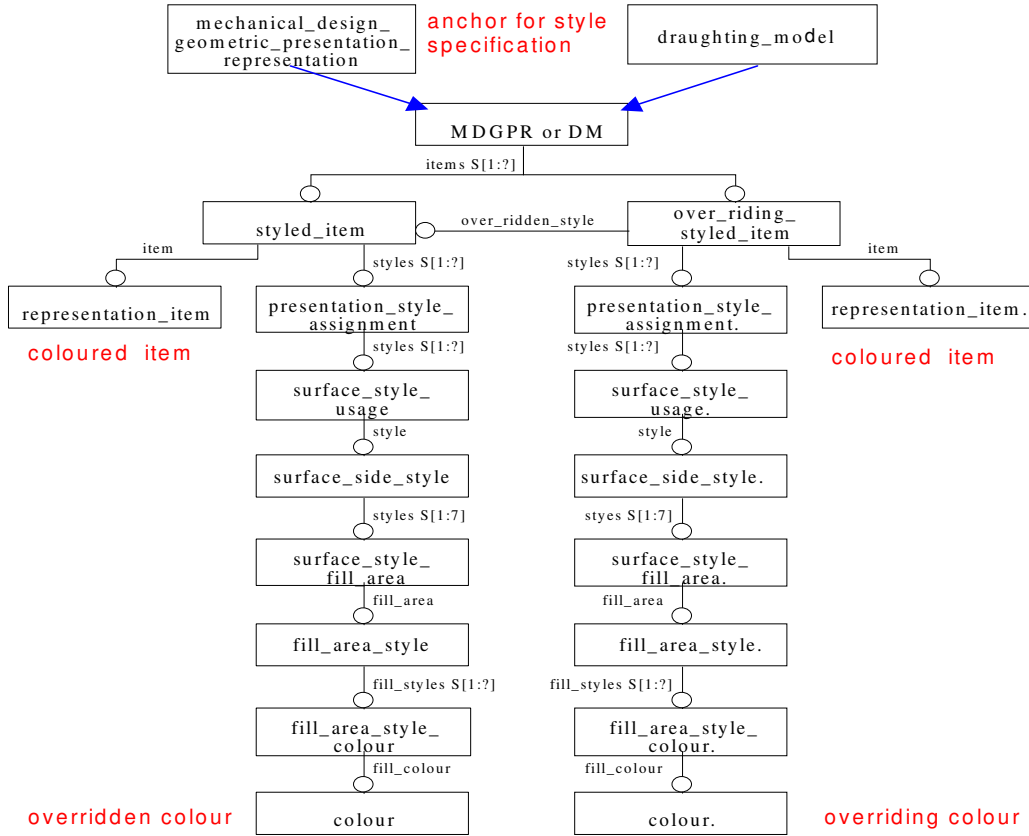 mechanical_design_
geometric_presentation_
representation
anchor for style
specification
draughting_model
MDGPR or DM
items S[1:?]
styled_item
over_ridden_style
over_riding_
styled_item
item
styles S[1:?]
styles S[1:?]
item
representation_item
presentation_style_
assignment
presentation_style_
assignment.
representation_item.
coloured item
styles S[1:?]
styles S[1:?]
coloured item
surface_style_
usage
surface_style_
usage.
style
style
surface_side_style
surface_side_style.
styles S[1:7]
styes S[1:7]
surface_style_
fill_area
surface_style_
fill_area.
fill_area
fill_area
fill_area_style
fill_area_style.
fill_styles S[1:?]
fill_styles S[1:?]
fill_area_style_
colour
fill_area_style_
colour.
fill_colour
fill_colour
overridden colour
colour
colour.
overriding colour